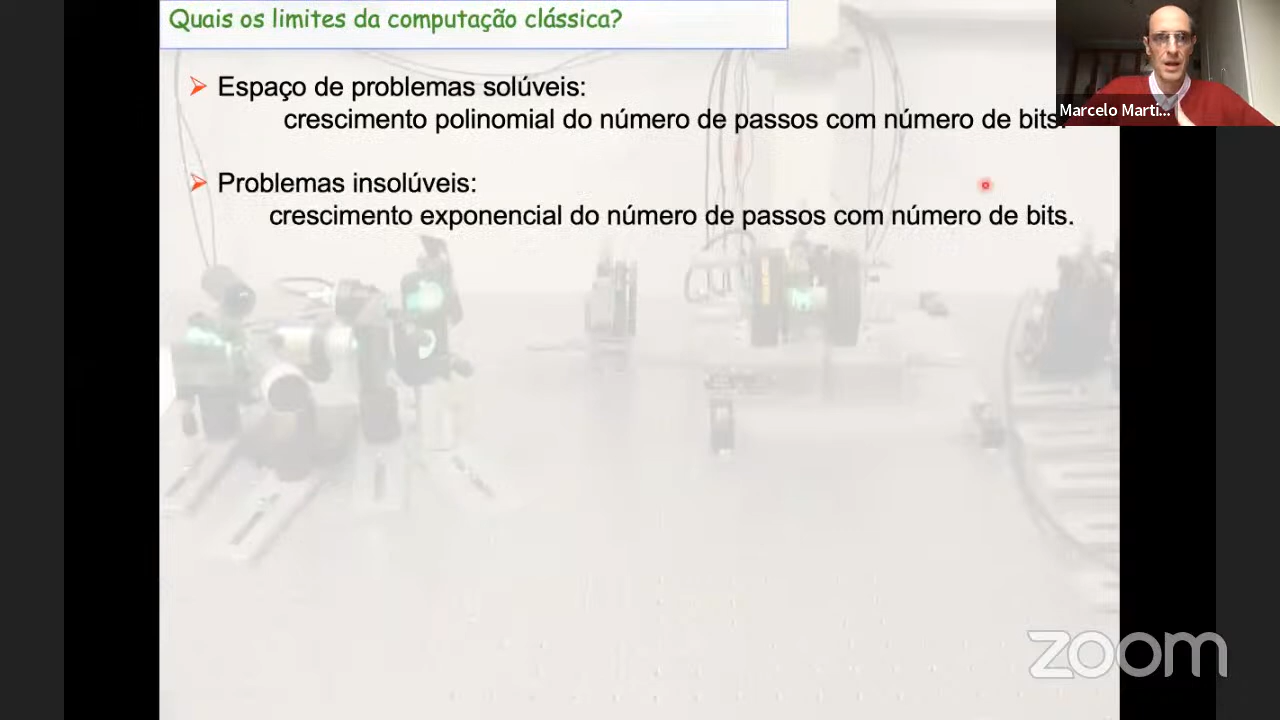 Quais os limites da computação clássica?
Espaço de problemas solúveis:
crescimento polinomial do número de passos com número de bits.
Marcelo Martí...
Problemas insolúveis:
crescimento exponencial do número de passos com número de bits.
zoom